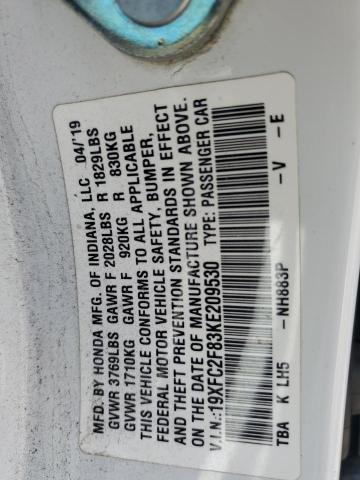 MFD. BY HONDA MFG. OF INDIANA, LLC 04/'19
GVWR 3769LBS GAWR F 2028LBS R 1829LBS
GVWR 1710KG GAWR F 920KG R 830KG
THIS VEHICLE CONFORMS TO ALL APPLICABLE
FEDERAL MOTOR VEHICLE SAFETY, BUMPER,
AND THEFT PREVENTION STANDARDS IN EFFECT
ON THE DATE OF MANUFACTURE SHOWN ABOVE.
V.I.N.:19XFC2F83KE209530 TYPE: PASSENGER CAR
TBA K LH5 -NH883P -V -E